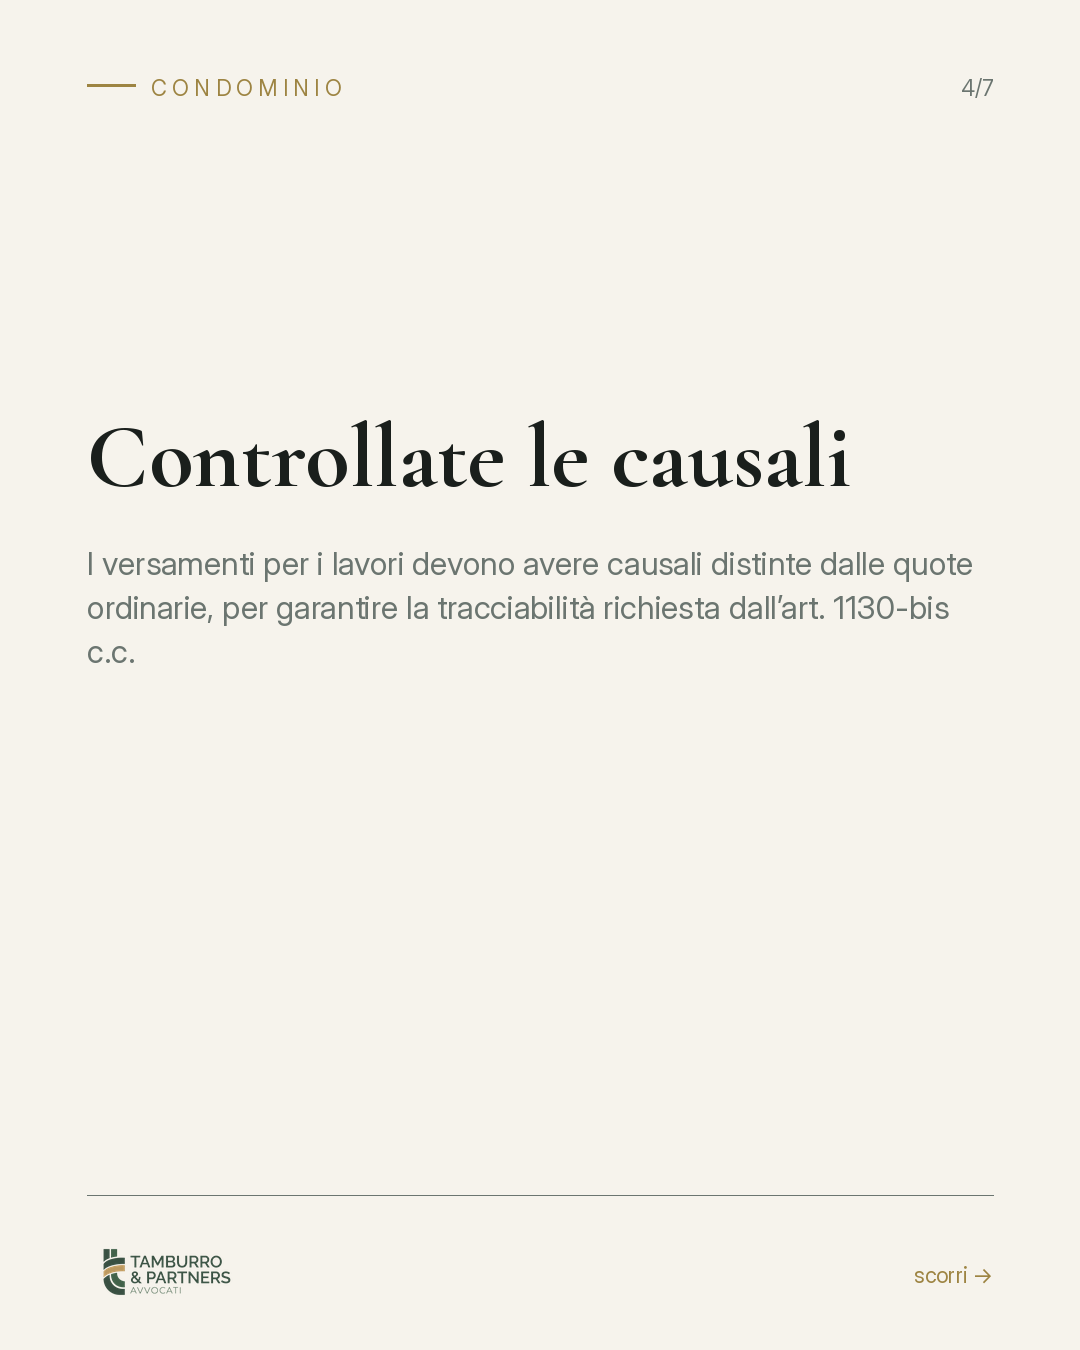 CONDOMINIO
4/7
Controllate le causali
I versamenti per i lavori devono avere causali distinte dalle quote
ordinarie, per garantire la tracciabilità richiesta dall’art. 1130-bis
c.c.
TAMBURRO
& PARTNERS
AVVOCATI
scorri →